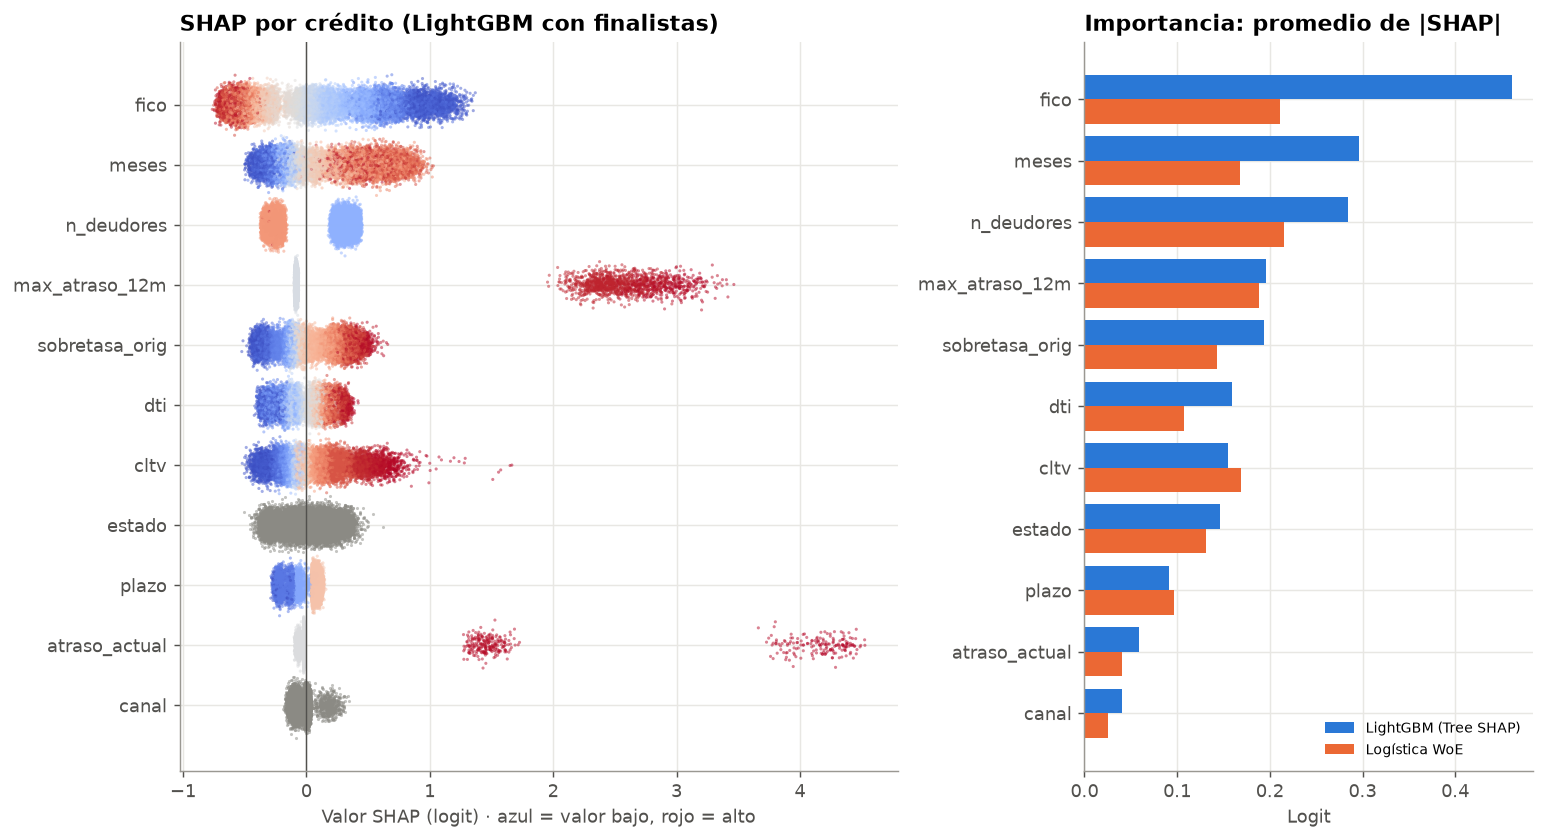 SHAP por crédito (LightGBM con finalistas)
fico
meses
n_deudores
max_atraso_12m
sobretasa_orig
dti
cltv
estado
plazo
atraso_actual
canal
−1
0
1
2
3
4
Valor SHAP (logit) · azul = valor bajo, rojo = alto
Importancia: promedio de |SHAP|
fico
meses
n_deudores
max_atraso_12m
sobretasa_orig
dti
cltv
estado
plazo
atraso_actual
canal
LightGBM (Tree SHAP)
Logística WoE
0.0
0.1
0.2
0.3
0.4
Logit